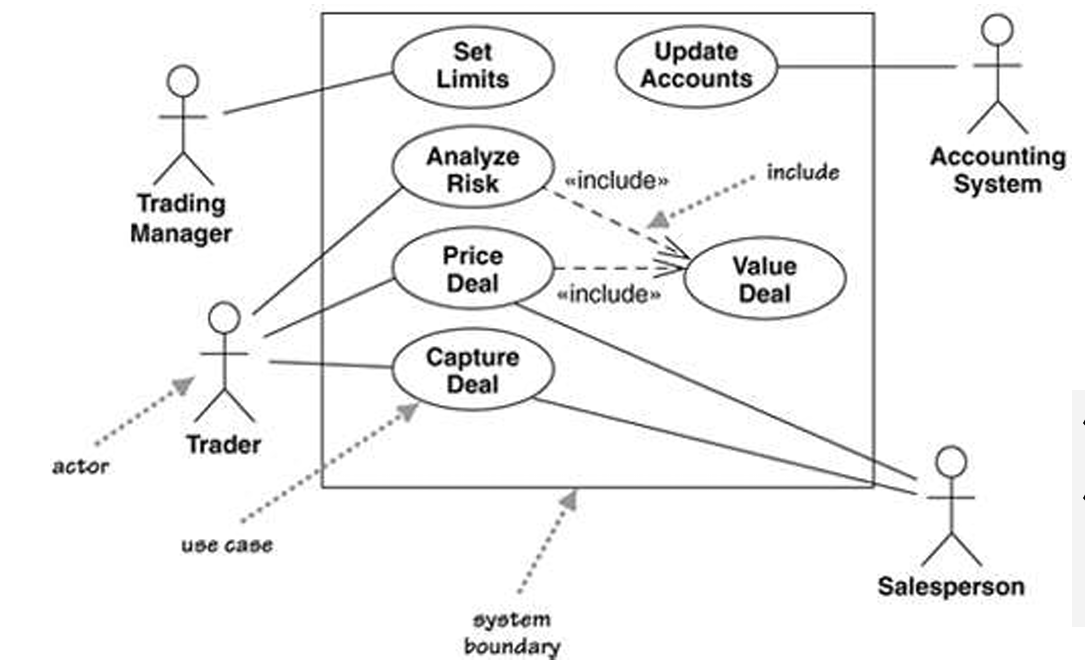 Set
Limits
Update
Accounts
Trading
Manager
Accounting
System
Analyze
Risk
«include»
include
Price
Deal
«include»
Value
Deal
Capture
Deal
Trader
actor
use case
Salesperson
system
boundary